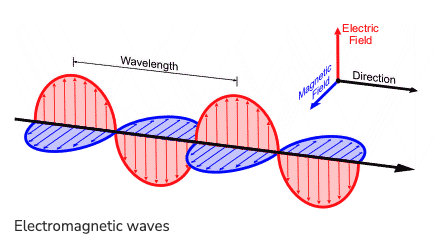 Electric
Field
Wavelength
Magnetic
Field
Direction
Electromagnetic waves